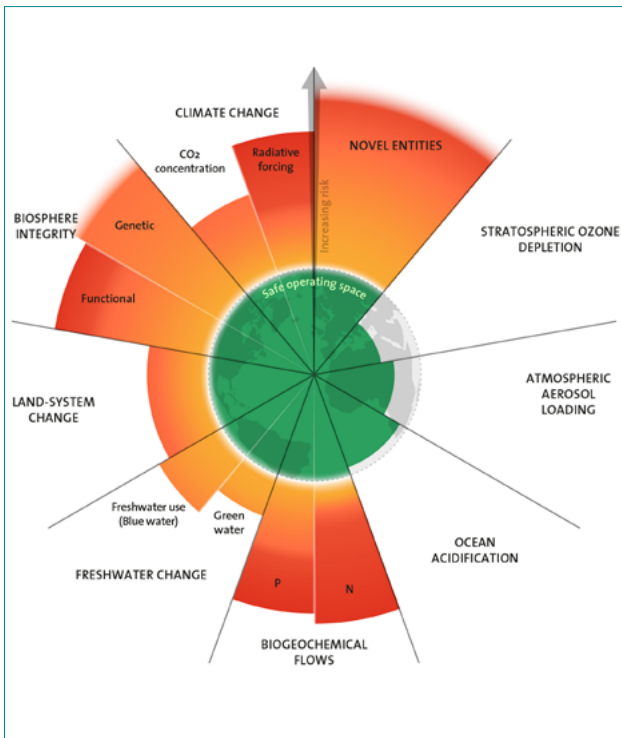 CLIMATE CHANGE
CO2
concentration
Radiative
forcing
NOVEL ENTITIES
Increasing risk
BIOSPHERE
INTEGRITY
Genetic
Functional
STRATOSPHERIC OZONE
DEPLETION
Safe operating space
LAND-SYSTEM
CHANGE
ATMOSPHERIC
AEROSOL
LOADING
Freshwater use
(Blue water)
Green
water
FRESHWATER CHANGE
OCEAN
ACIDIFICATION
P
N
BIOGEOCHEMICAL
FLOWS